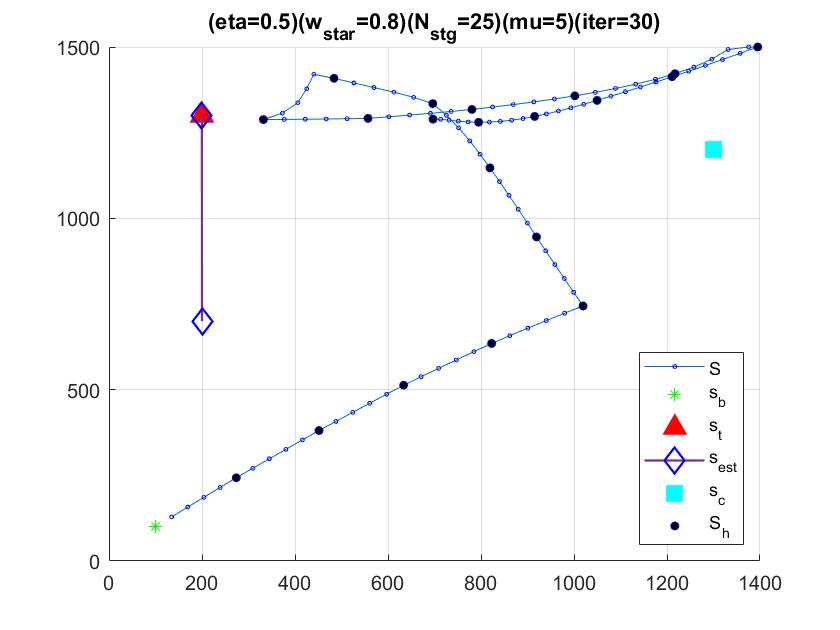 (eta=0.5)(w_star=0.8)(N_stg=25)(mu=5)(iter=30)
1500
1000
500
0
0 200 400 600 800 1000 1200 1400
S
s_b
s_t
s_est
s_c
S_h